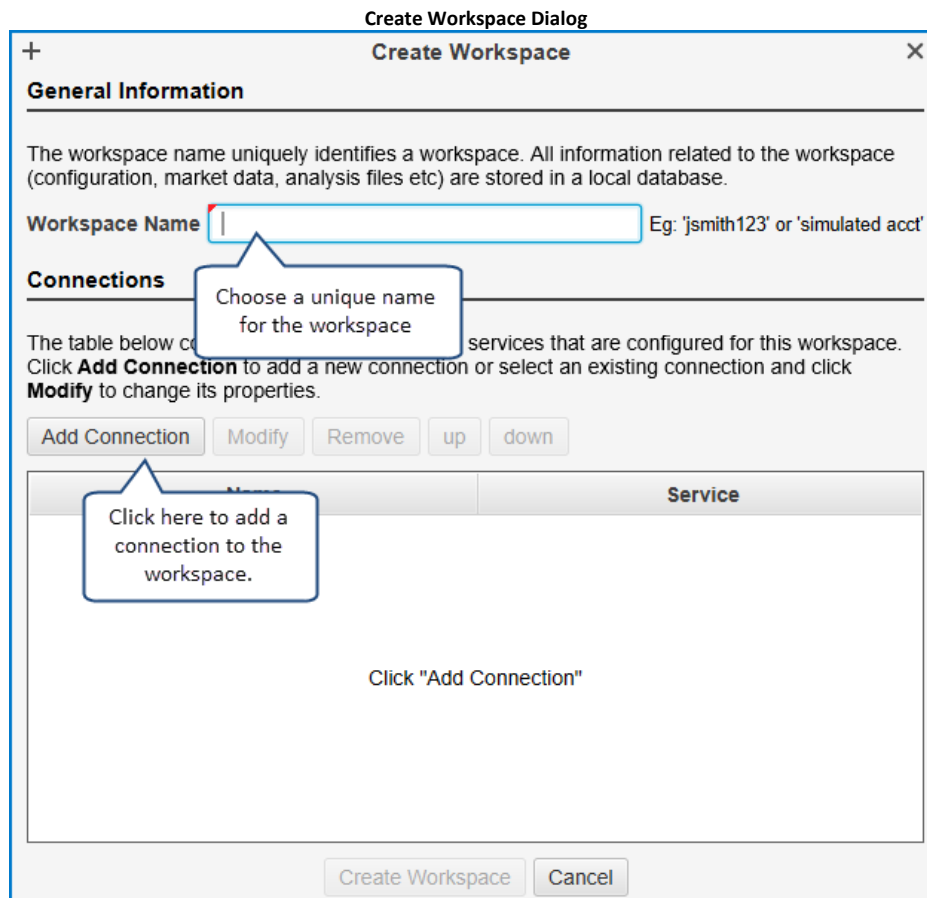 Create Workspace Dialog
Create Workspace
General Information
The workspace name uniquely identifies a workspace. All information related to the workspace
(configuration, market data, analysis files etc) are stored in a local database.
Workspace Name Eg: 'jsmith123' or 'simulated acct'
Connections
Choose a unique name
for the workspace
The table below services that are configured for this workspace.
Click Add Connection to add a new connection or select an existing connection and click
Modify to change its properties.
Add Connection Modify Remove up down
Name Service
Click here to add a
connection to the
workspace.
Click "Add Connection"
Create Workspace Cancel